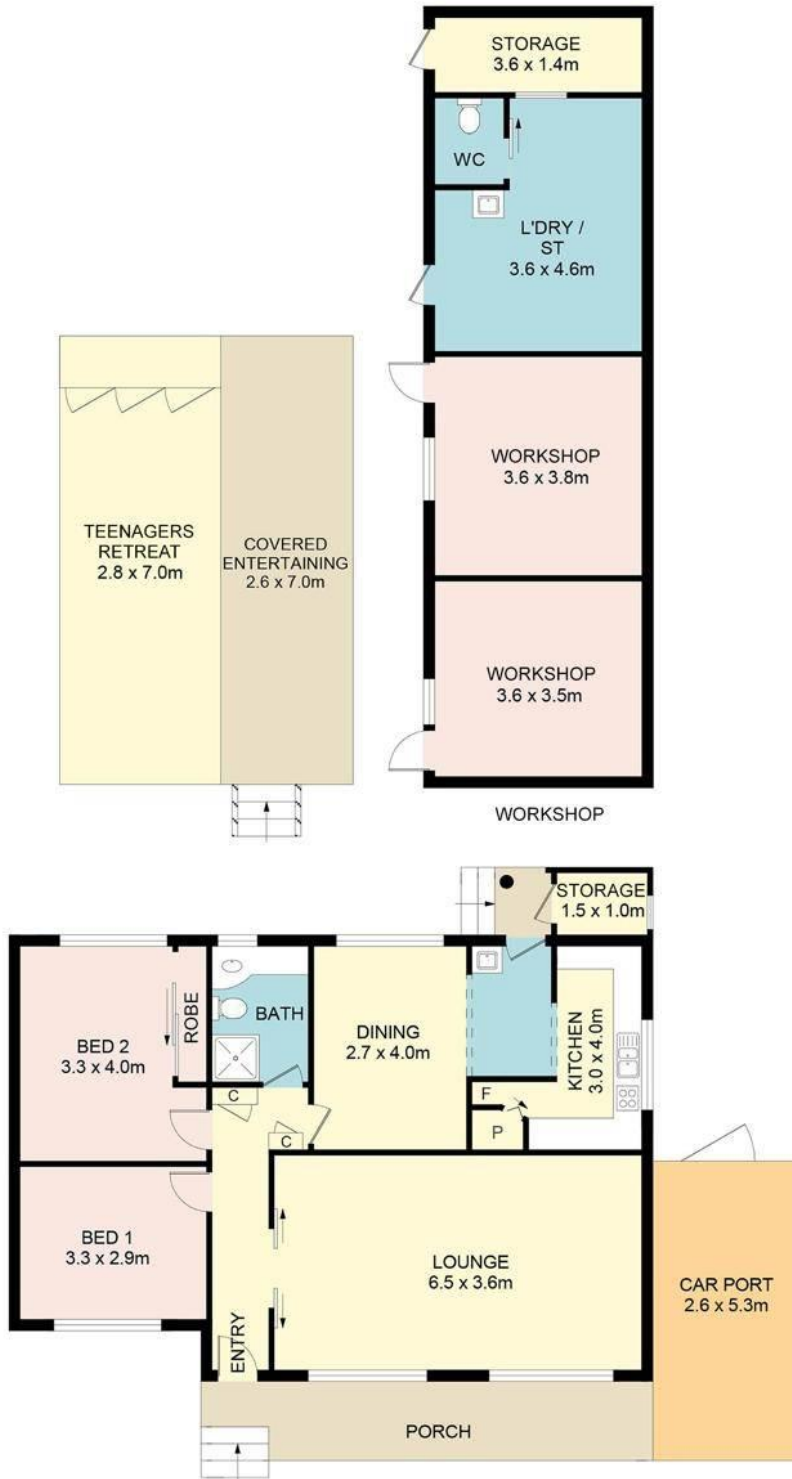 STORAGE
3.6 x 1.4m
WC
L'DRY /
ST
3.6 x 4.6m
WORKSHOP
3.6 x 3.8m
TEENAGERS
RETREAT
2.8 x 7.0m
COVERED
ENTERTAINING
2.6 x 7.0m
WORKSHOP
3.6 x 3.5m
WORKSHOP
STORAGE
1.5 x 1.0m
BED 2
3.3 x 4.0m
ROBE
BATH
DINING
2.7 x 4.0m
KITCHEN
3.0 x 4.0m
C
C
F
P
BED 1
3.3 x 2.9m
LOUNGE
6.5 x 3.6m
CAR PORT
2.6 x 5.3m
ENTRY
PORCH